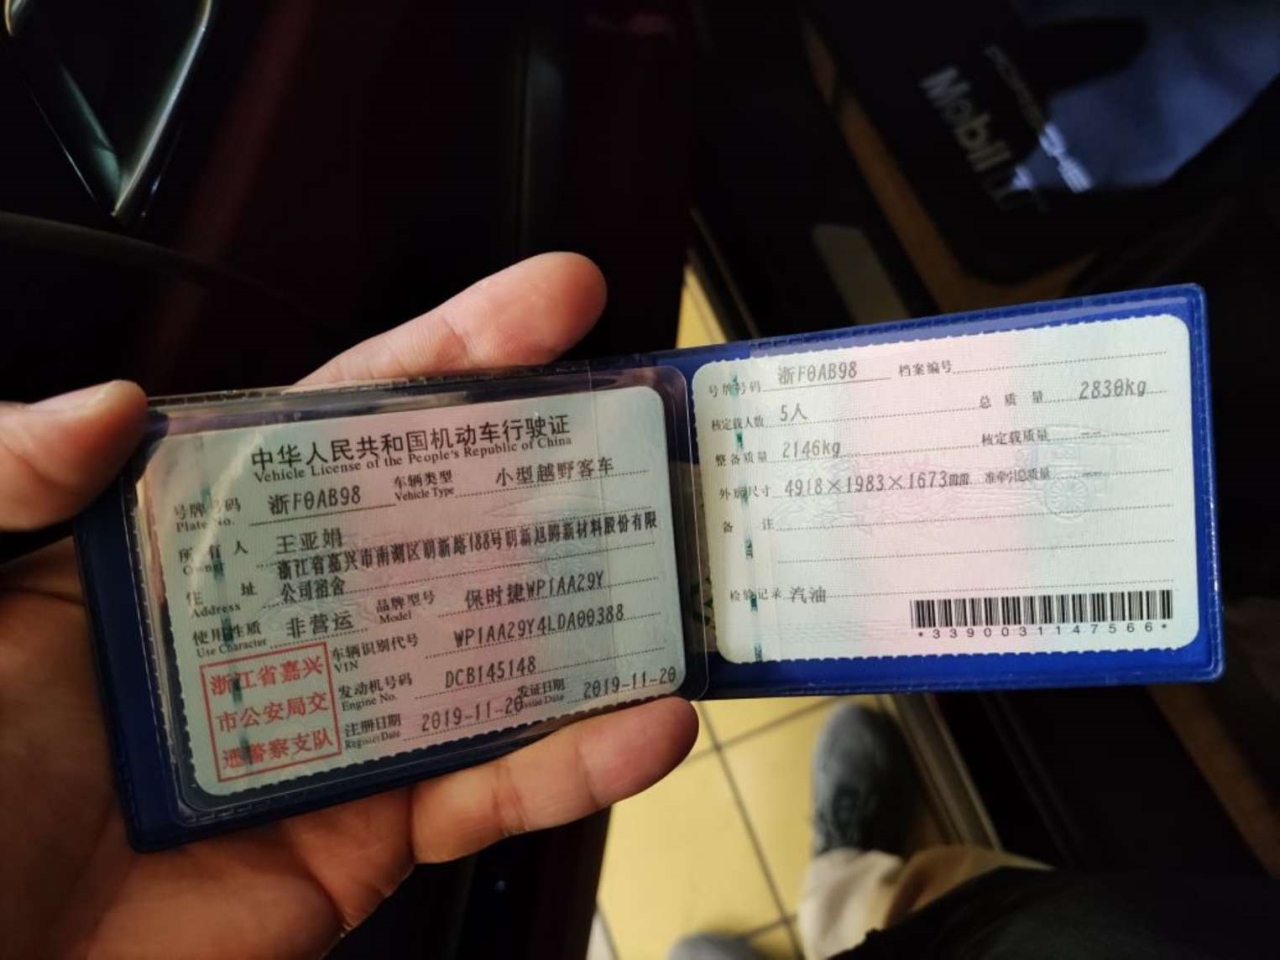 中华人民共和国机动车行驶证
Vehicle License of the People's Republic of China
号牌号码 浙F0AB98 车辆类型 小型越野客车
Plate No. Vehicle Type
所有人 王亚娟
Owner
住址 浙江省嘉兴市南湖区明新路188号明新旭腾新材料股份有限
Address 公司宿舍
使用性质 非营运 品牌型号 保时捷WP1AA29Y
Use Character Model
车辆识别代号 WP1AA29Y4LDA00388
VIN
发动机号码 DCB145148
Engine No.
注册日期 2019-11-20 发证日期 2019-11-20
Register Date Issue Date
浙江省嘉兴
市公安局交
通警察支队
号牌号码 浙F0AB98 档案编号
核定载人数 5人 总质量 2830kg
整备质量 2146kg 核定载质量 --
外廓尺寸 4918×1983×1673mm 准牵引总质量 --
备注
检验记录 汽油
*3390031147566*
Mobil 1
PORSCHE